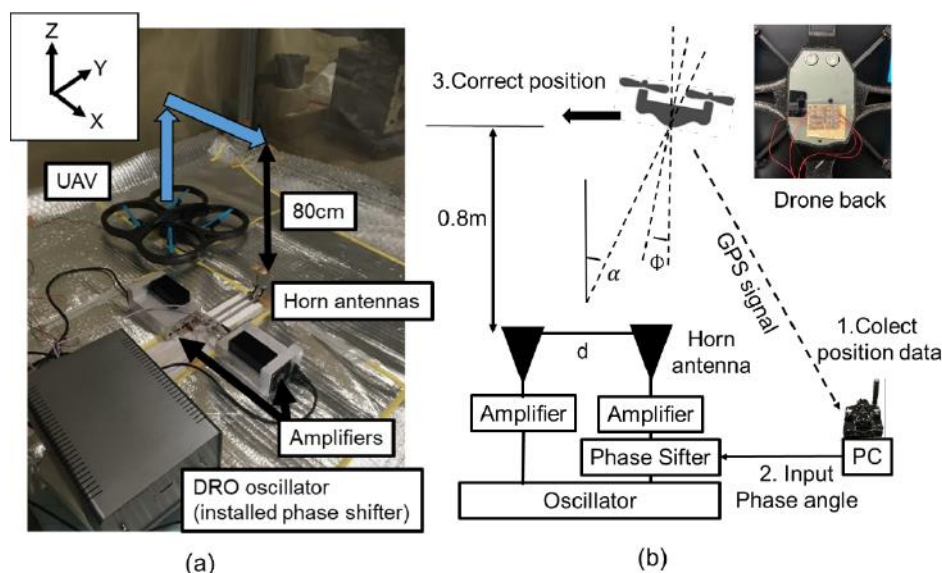 Z
Y
X
UAV
80cm
Horn antennas
Amplifiers
DRO oscillator
(installed phase shifter)
(a)
3.Correct position
Drone back
0.8m
α
Φ
GPS signal
1.Colect
position data
d
Horn
antenna
Amplifier
Amplifier
Phase Sifter
PC
2. Input
Phase angle
Oscillator
(b)